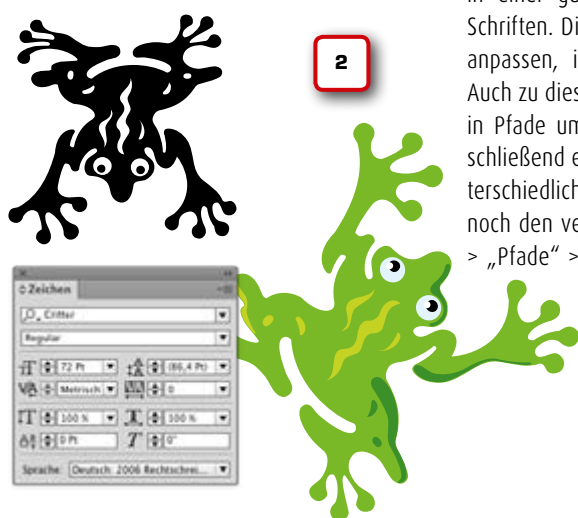 in einer g
Schriften. Di
anpassen, i
Auch zu dies
in Pfade um
schließend e
terschiedlich
noch den ve
> „Pfade“ >
2
Zeichen
Critter
Regular
72 Pt (86,4 Pt)
Metrisch 0
100 % 100 %
0 Pt 0°
Sprache: Deutsch: 2006 Rechtschrei...